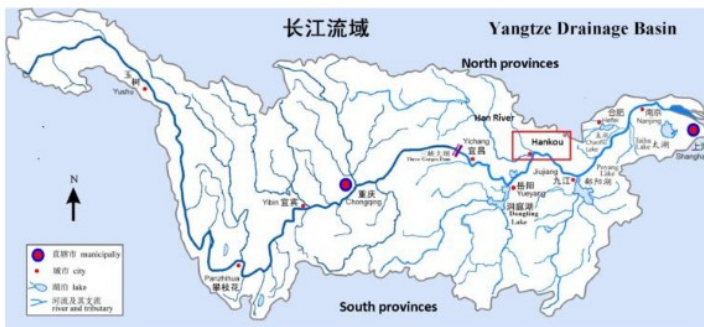 长江流域
Yangtze Drainage Basin
North provinces
玉树
Yushu
Han River
Hankou
合肥
Hefei
南京
Nanjing
Chaohu
Lake
Taihu
Lake 太湖
上海
Shanghai
Yichang
宜昌
Three Gorges Dam
Jiujiang
九江
Poyang
Lake
鄱阳湖
岳阳
Yueyang
洞庭湖
Dongting
Lake
重庆
Chongqing
Yibin 宜宾
Panzhihua
攀枝花
South provinces
N
直辖市 municipality
城市 city
湖泊 lake
河流及其支流
river and tributary